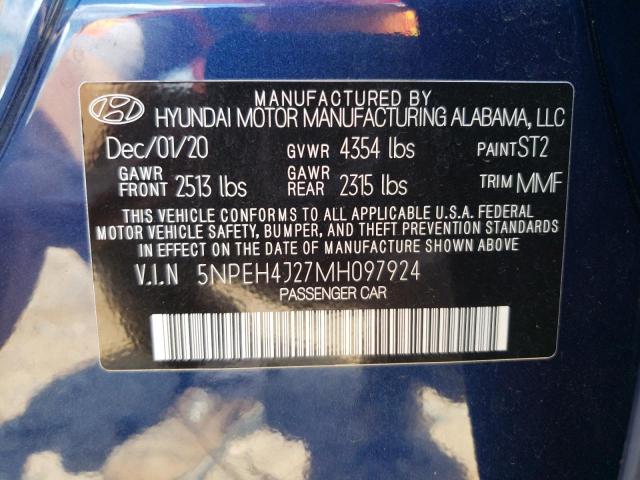 MANUFACTURED BY
HYUNDAI MOTOR MANUFACTURING ALABAMA, LLC
Dec/01/20 GVWR 4354 lbs PAINT ST2
GAWR FRONT 2513 lbs GAWR REAR 2315 lbs TRIM MMF
THIS VEHICLE CONFORMS TO ALL APPLICABLE U.S.A. FEDERAL
MOTOR VEHICLE SAFETY, BUMPER, AND THEFT PREVENTION STANDARDS
IN EFFECT ON THE DATE OF MANUFACTURE SHOWN ABOVE.
V.I.N 5NPEH4J27MH097924
PASSENGER CAR